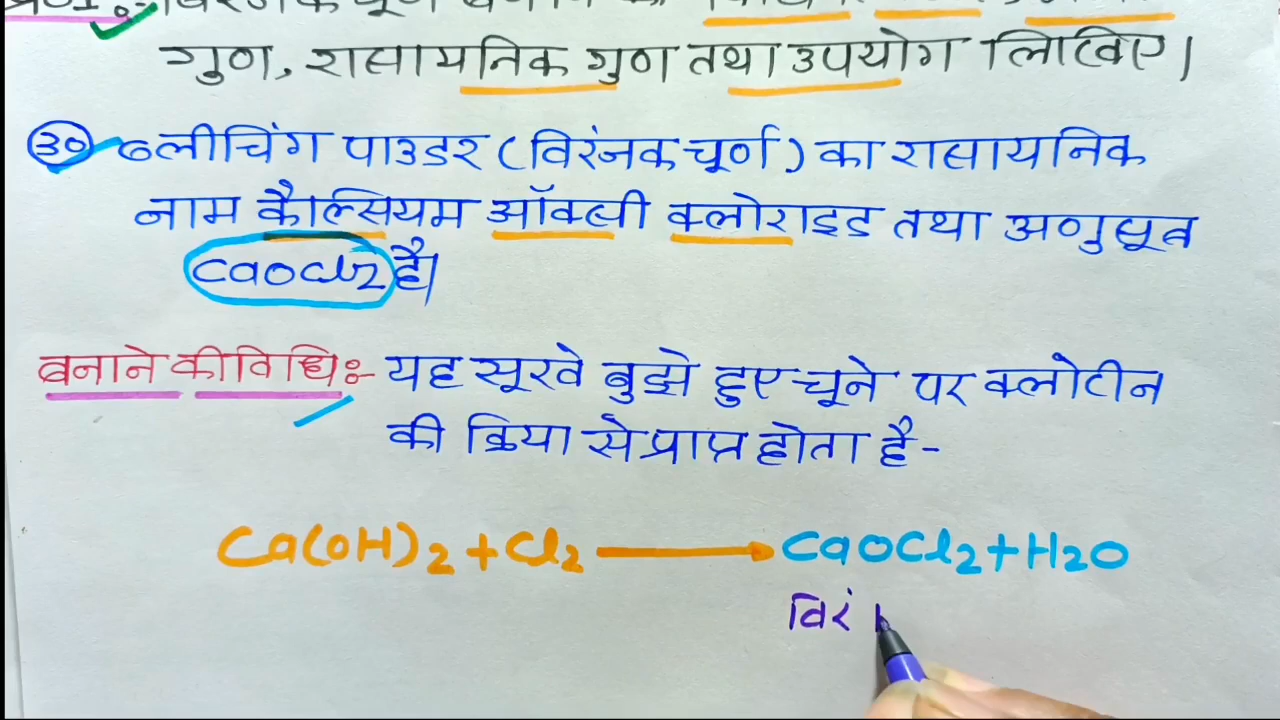 गुण, रासायनिक गुण तथा उपयोग लिखिए।
उ० ब्लीचिंग पाउडर (विरंजक चूर्ण) का रासायनिक
नाम कैल्सियम ऑक्सी क्लोराइड तथा अणुसूत्र
CaOCl2 है।
बनाने की विधि:- यह सूखे बुझे हुए चूने पर क्लोरीन
की क्रिया से प्राप्त होता है-
Ca(OH)2 + Cl2 → CaOCl2 + H2O
विरं